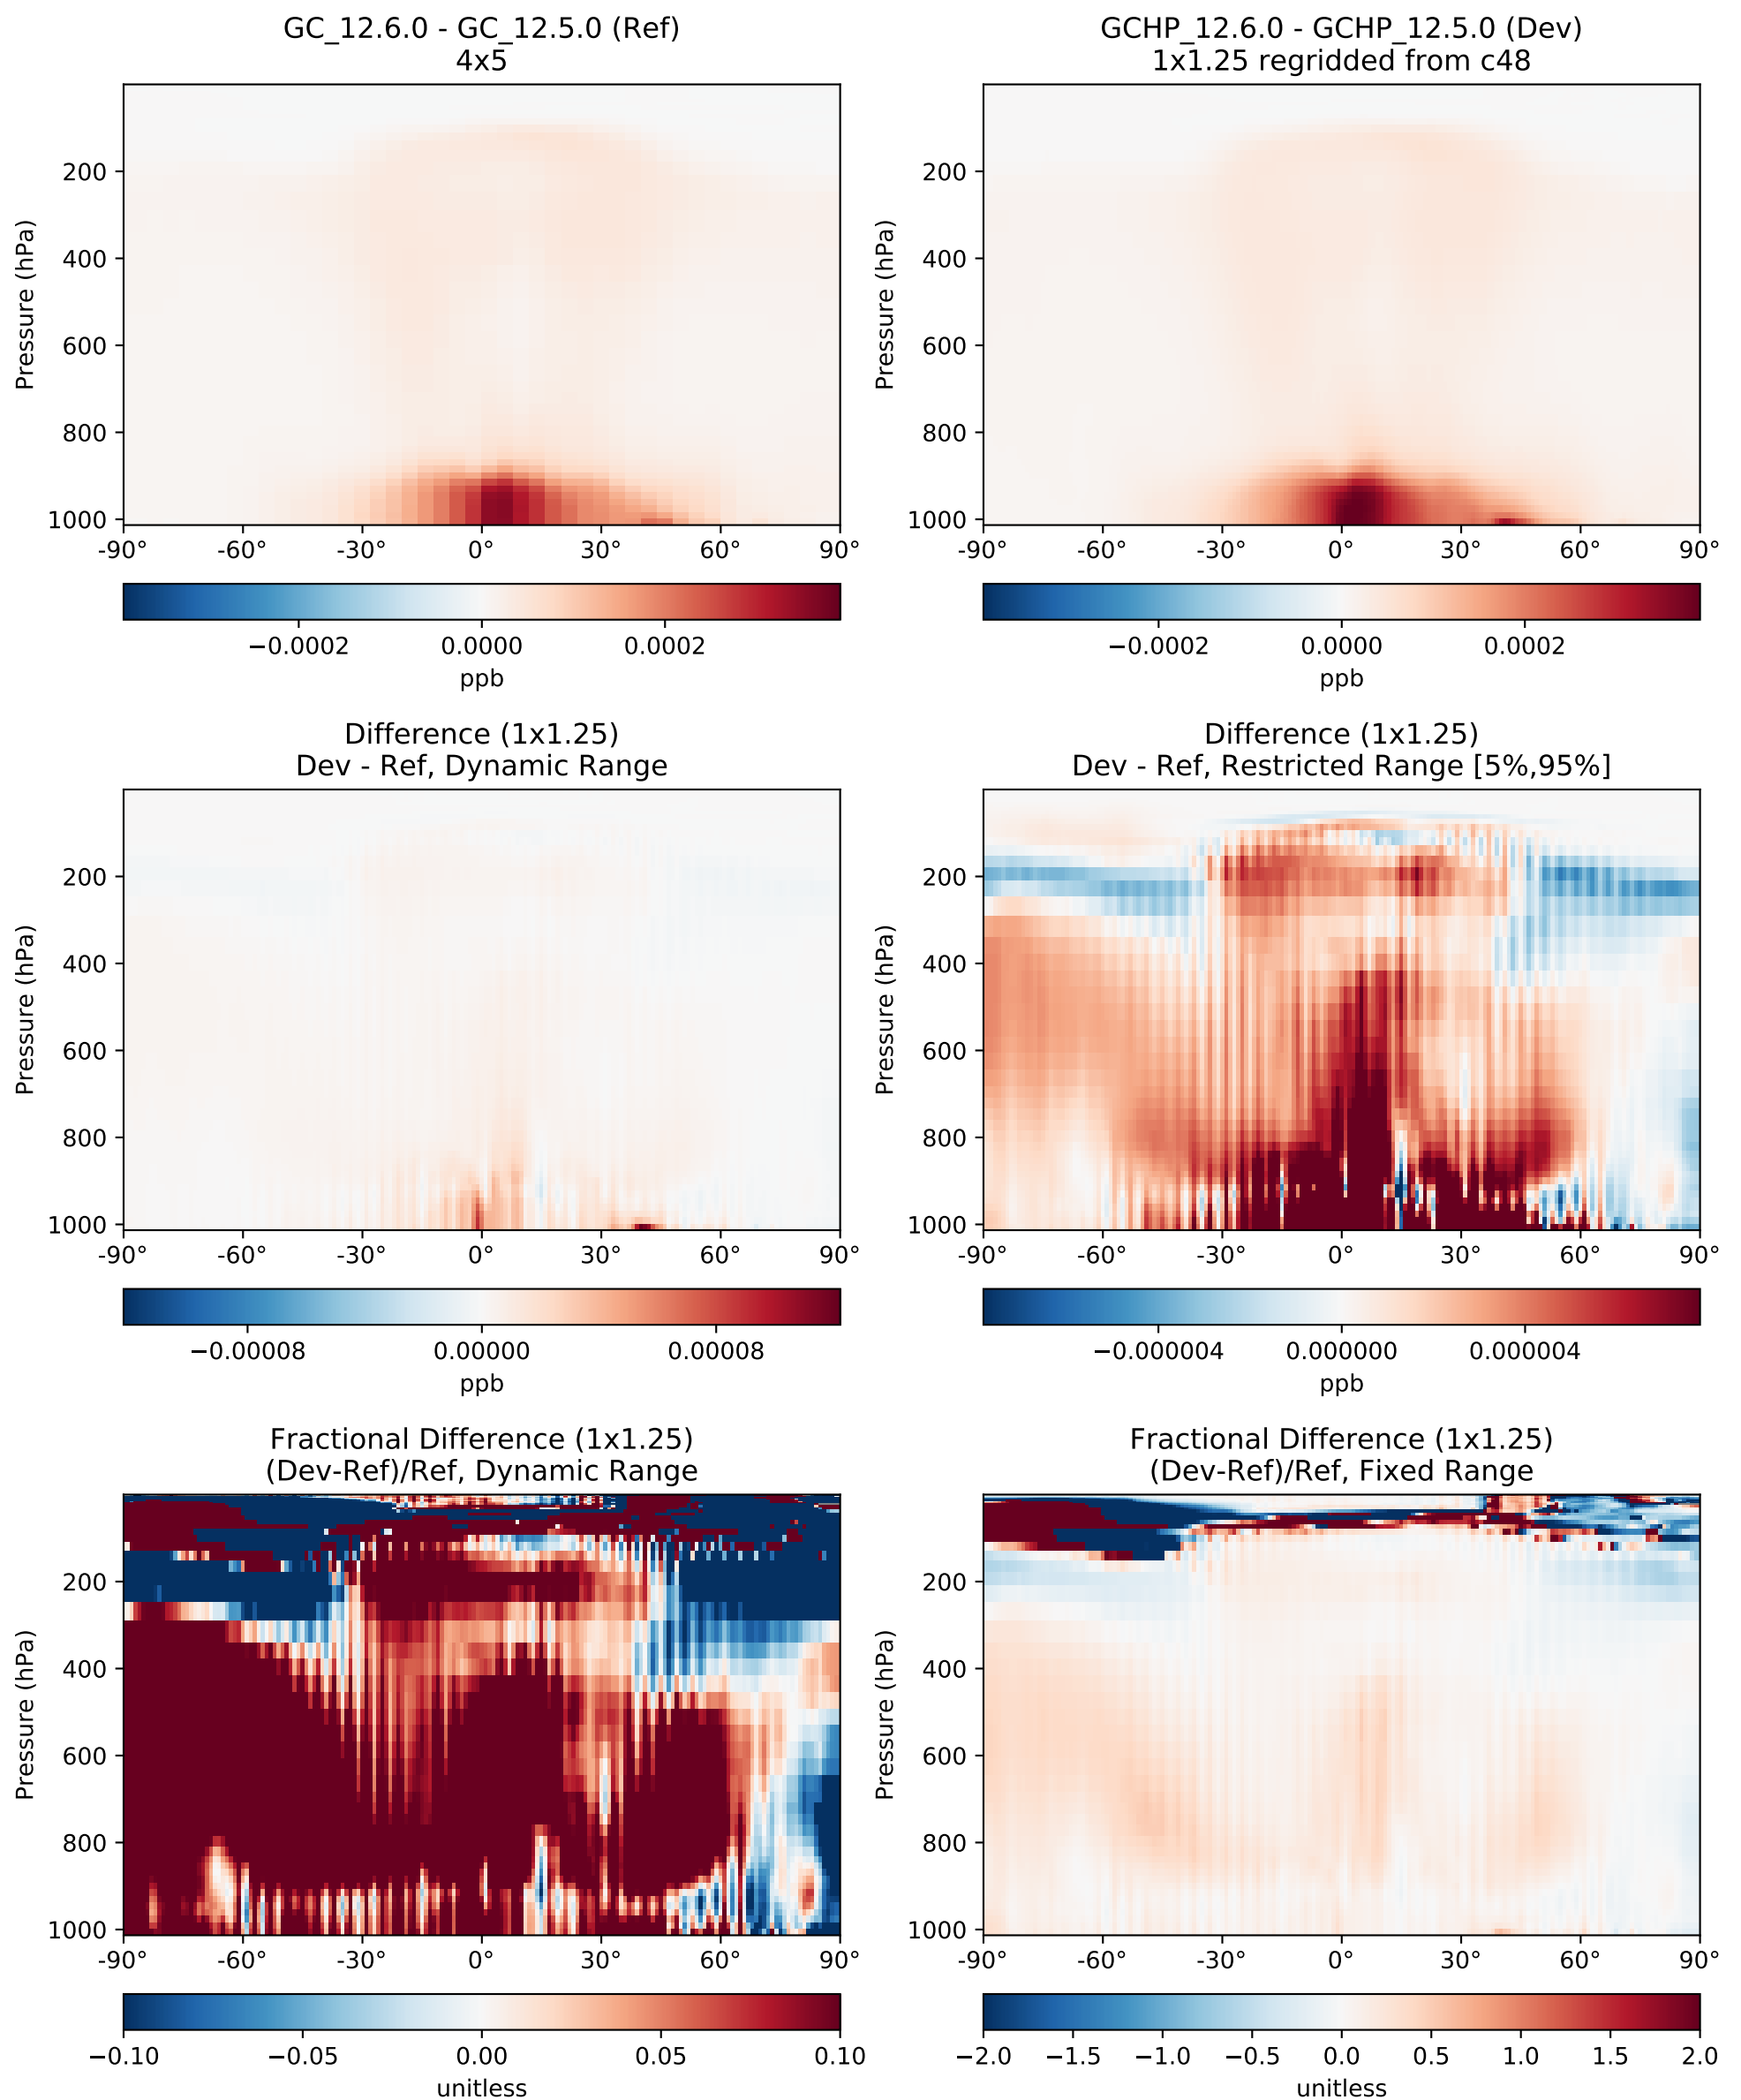 GC_12.6.0 - GC_12.5.0 (Ref)
4x5
GCHP_12.6.0 - GCHP_12.5.0 (Dev)
1x1.25 regridded from c48
Pressure (hPa)
200
400
600
800
1000
-90° -60° -30° 0° 30° 60° 90°
−0.0002 0.0000 0.0002
ppb
Pressure (hPa)
200
400
600
800
1000
-90° -60° -30° 0° 30° 60° 90°
−0.0002 0.0000 0.0002
ppb
Difference (1x1.25)
Dev - Ref, Dynamic Range
Difference (1x1.25)
Dev - Ref, Restricted Range [5%,95%]
Pressure (hPa)
200
400
600
800
1000
-90° -60° -30° 0° 30° 60° 90°
−0.00008 0.00000 0.00008
ppb
Pressure (hPa)
200
400
600
800
1000
-90° -60° -30° 0° 30° 60° 90°
−0.000004 0.000000 0.000004
ppb
Fractional Difference (1x1.25)
(Dev-Ref)/Ref, Dynamic Range
Fractional Difference (1x1.25)
(Dev-Ref)/Ref, Fixed Range
Pressure (hPa)
200
400
600
800
1000
-90° -60° -30° 0° 30° 60° 90°
−0.10 −0.05 0.00 0.05 0.10
unitless
Pressure (hPa)
200
400
600
800
1000
-90° -60° -30° 0° 30° 60° 90°
−2.0 −1.5 −1.0 −0.5 0.0 0.5 1.0 1.5 2.0
unitless